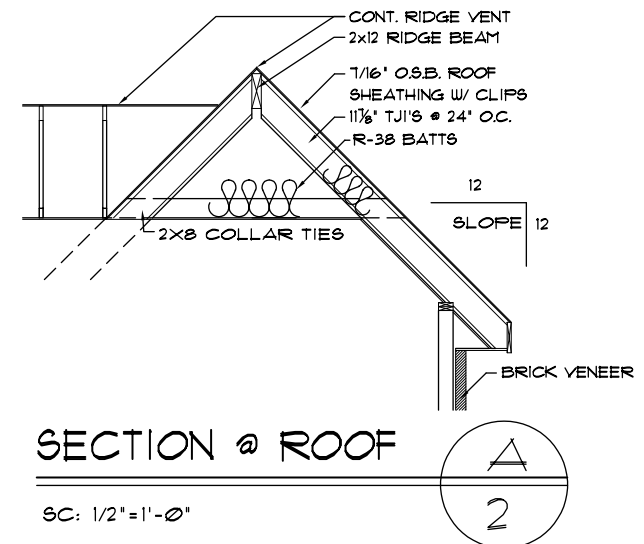 CONT. RIDGE VENT
2x12 RIDGE BEAM
7/16" O.S.B. ROOF
SHEATHING W/ CLIPS
11⅞" TJI'S @ 24" O.C.
R-38 BATTS
12
SLOPE 12
2X8 COLLAR TIES
BRICK VENEER
SECTION @ ROOF
A
2
SC: 1/2"=1'-Ø"